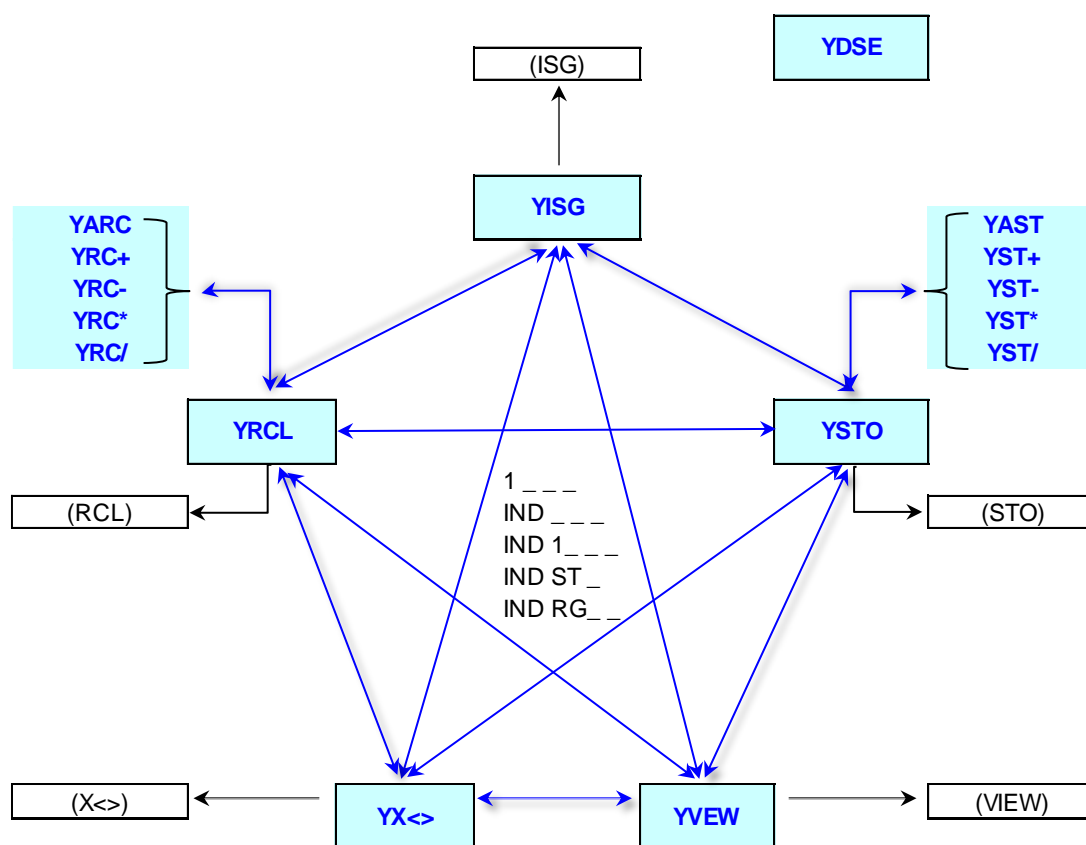 YDSE
(ISG)
YISG
YARC
YRC+
YRC-
YRC*
YRC/
YAST
YST+
YST-
YST*
YST/
YRCL
YSTO
1 _ _ _
IND _ _ _
IND 1_ _ _
IND ST _
IND RG_ _
(RCL)
(STO)
(X<>)
YX<>
YVEW
(VIEW)